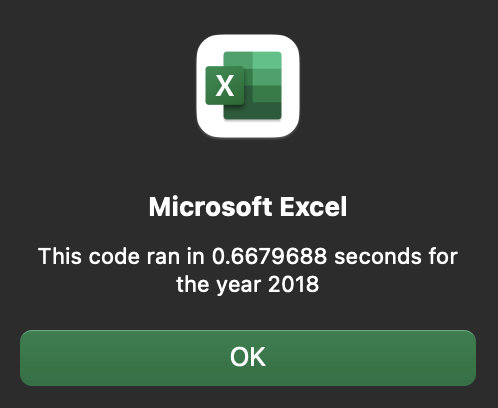 X
Microsoft Excel
This code ran in 0.6679688 seconds for
the year 2018
OK